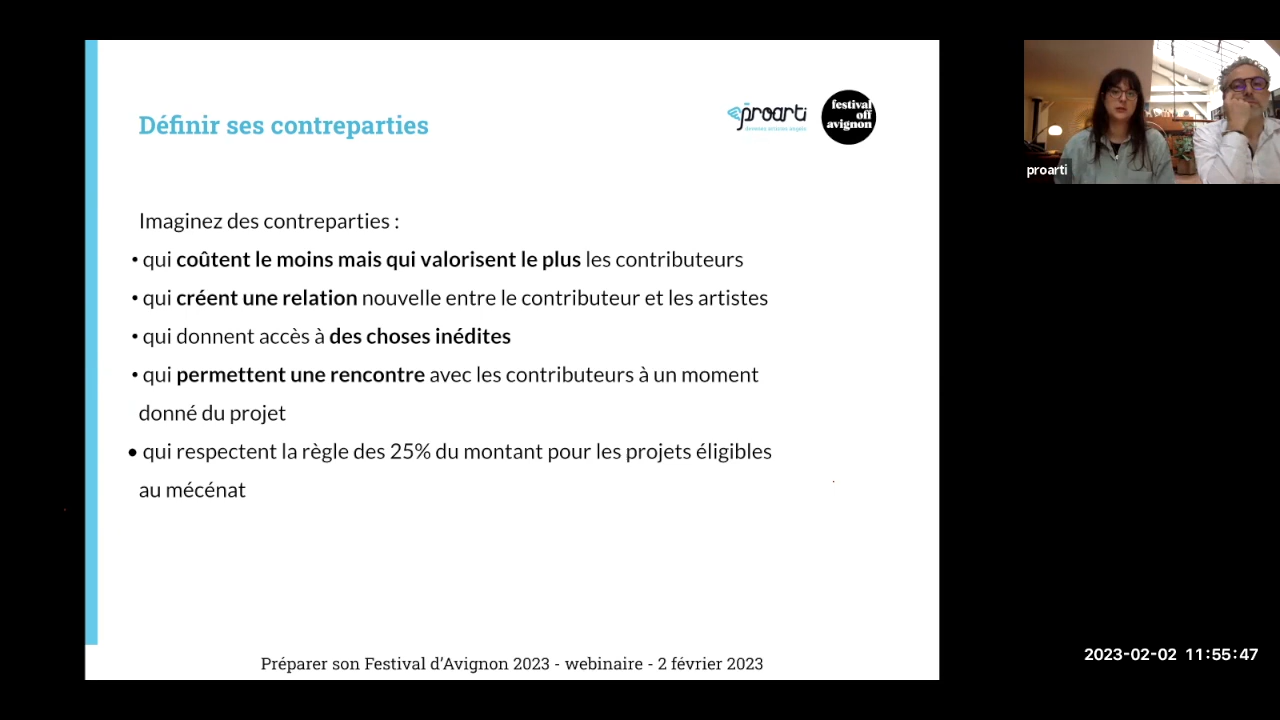 Définir ses contreparties
proarti
festival
off
avignon
Imaginez des contreparties :
• qui coûtent le moins mais qui valorisent le plus les contributeurs
• qui créent une relation nouvelle entre le contributeur et les artistes
• qui donnent accès à des choses inédites
• qui permettent une rencontre avec les contributeurs à un moment
donné du projet
• qui respectent la règle des 25% du montant pour les projets éligibles
au mécénat
Préparer son Festival d'Avignon 2023 - webinaire - 2 février 2023
proarti
2023-02-02 11:55:47